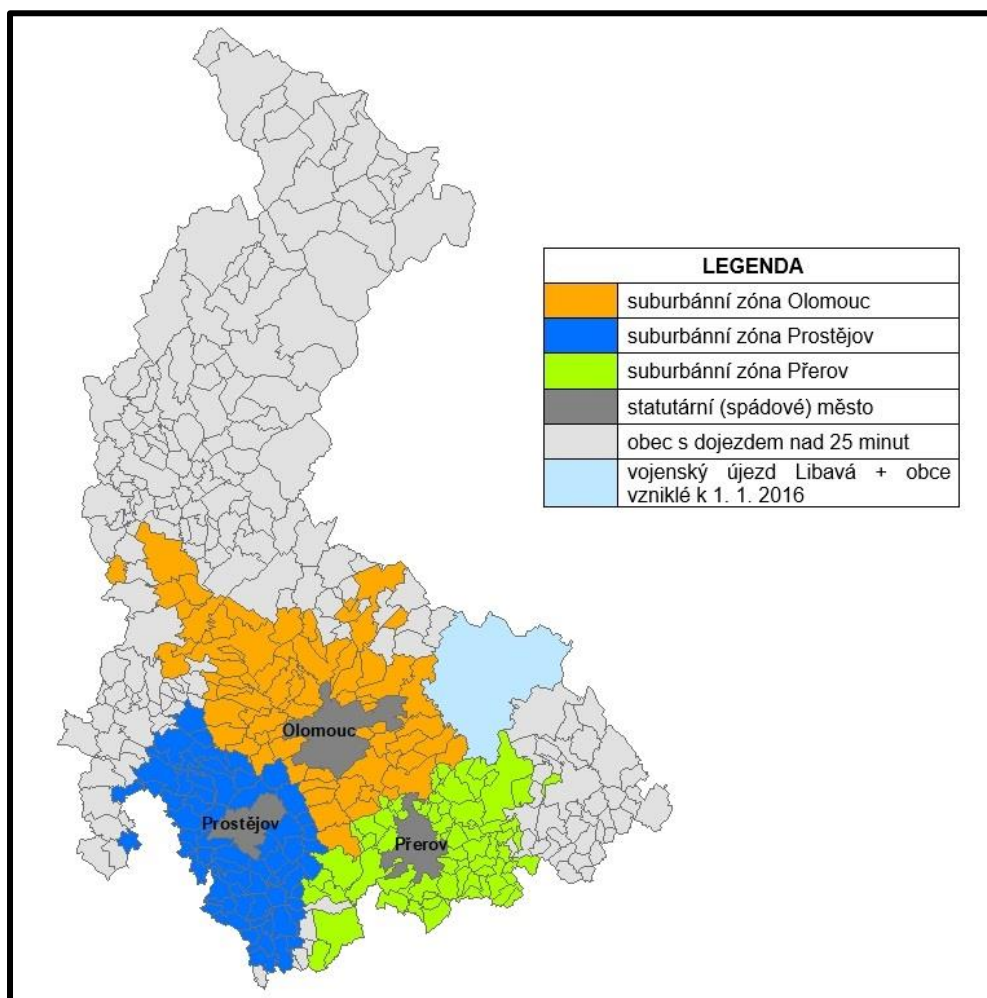 LEGENDA
suburbánní zóna Olomouc
suburbánní zóna Prostějov
suburbánní zóna Přerov
statutární (spádové) město
obec s dojezdem nad 25 minut
vojenský újezd Libavá + obce
vzniklé k 1. 1. 2016
Olomouc
Prostějov
Přerov